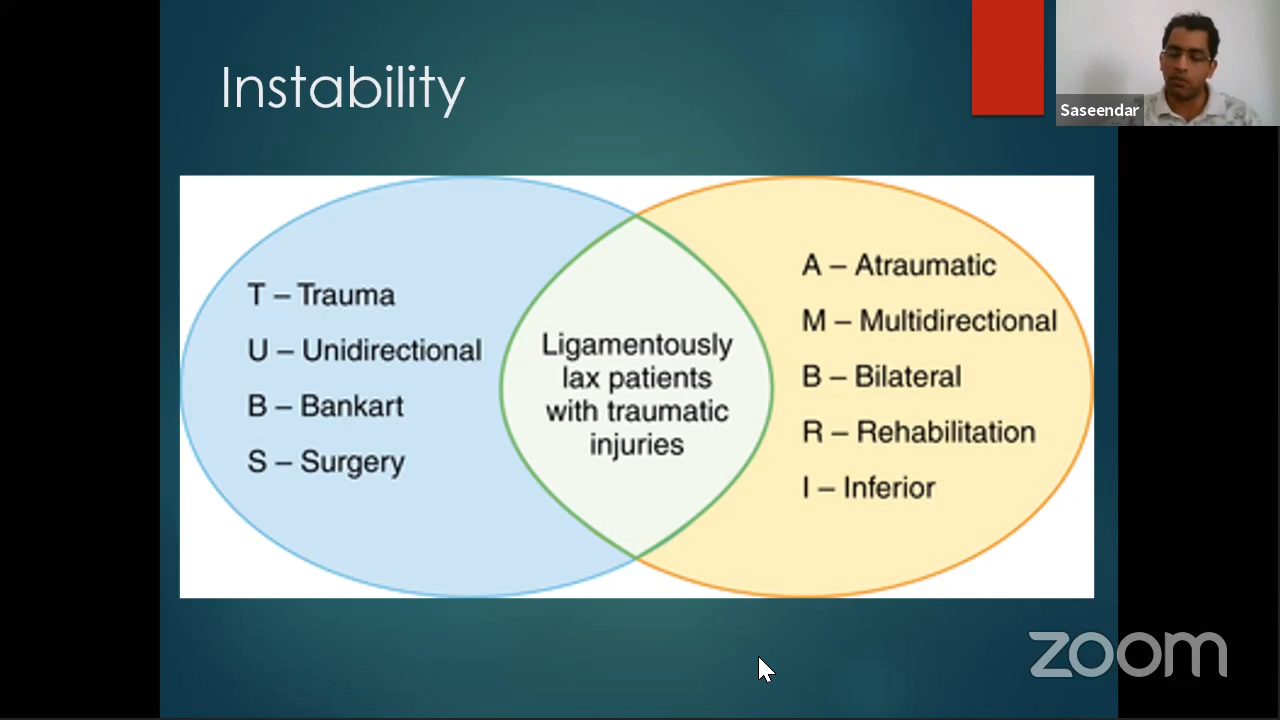 Instability
Saseendar
T – Trauma
U – Unidirectional
B – Bankart
S – Surgery
Ligamentously
lax patients
with traumatic
injuries
A – Atraumatic
M – Multidirectional
B – Bilateral
R – Rehabilitation
I – Inferior
zoom